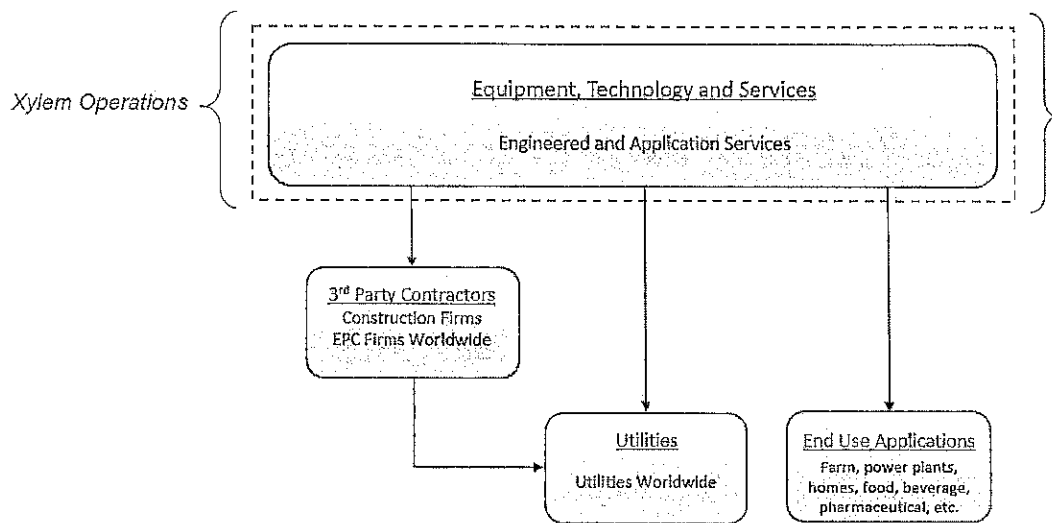 Xylem Operations
Equipment, Technology and Services
Engineered and Application Services
3rd Party Contractors
Construction Firms
EPC Firms Worldwide
Utilities
Utilities Worldwide
End Use Applications
Farm, power plants,
homes, food, beverage,
pharmaceutical, etc.